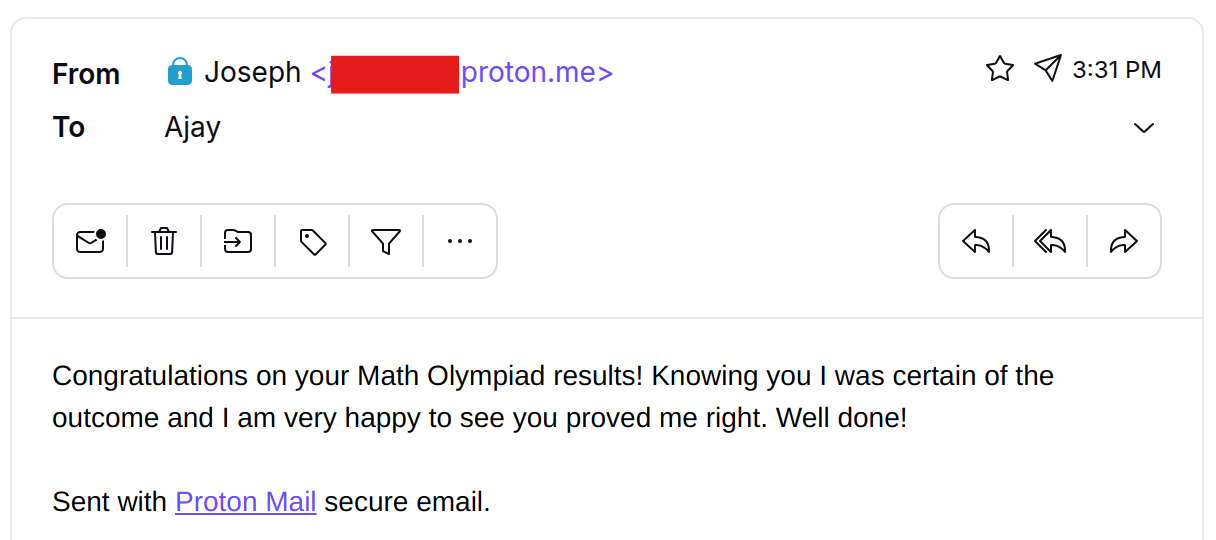 From Joseph <j proton.me> 3:31 PM
To Ajay
Congratulations on your Math Olympiad results! Knowing you I was certain of the
outcome and I am very happy to see you proved me right. Well done!
Sent with Proton Mail secure email.